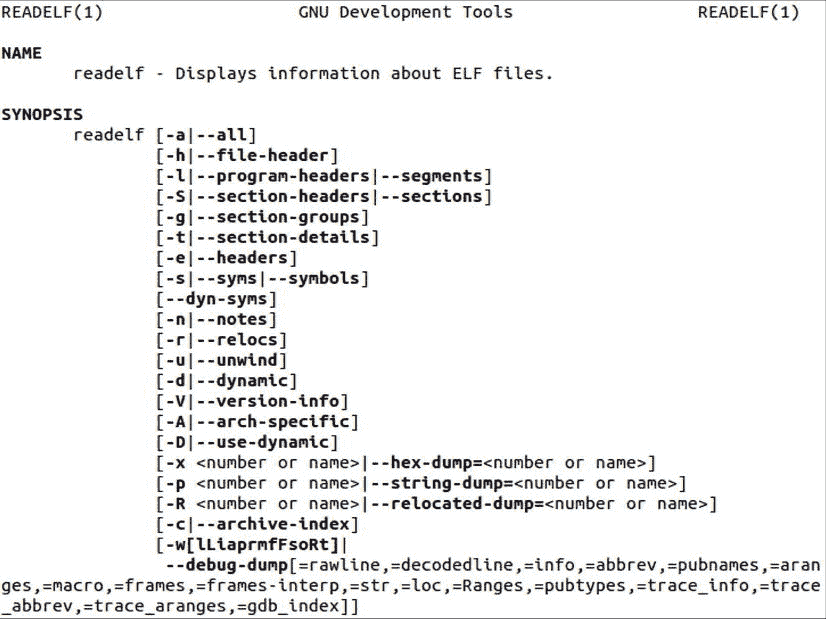 READELF(1)                   GNU Development Tools                  READELF(1)
NAME
       readelf - Displays information about ELF files.
SYNOPSIS
       readelf [-a|--all]
               [-h|--file-header]
               [-l|--program-headers|--segments]
               [-S|--section-headers|--sections]
               [-g|--section-groups]
               [-t|--section-details]
               [-e|--headers]
               [-s|--syms|--symbols]
               [--dyn-syms]
               [-n|--notes]
               [-r|--relocs]
               [-u|--unwind]
               [-d|--dynamic]
               [-V|--version-info]
               [-A|--arch-specific]
               [-D|--use-dynamic]
               [-x <number or name>|--hex-dump=<number or name>]
               [-p <number or name>|--string-dump=<number or name>]
               [-R <number or name>|--relocated-dump=<number or name>]
               [-c|--archive-index]
               [-w[lLiaprmfFsoRt]|
                --debug-dump[=rawline,=decodedline,=info,=abbrev,=pubnames,=aran
ges,=macro,=frames,=frames-interp,=str,=loc,=Ranges,=pubtypes,=trace_info,=trace
_abbrev,=trace_aranges,=gdb_index]]